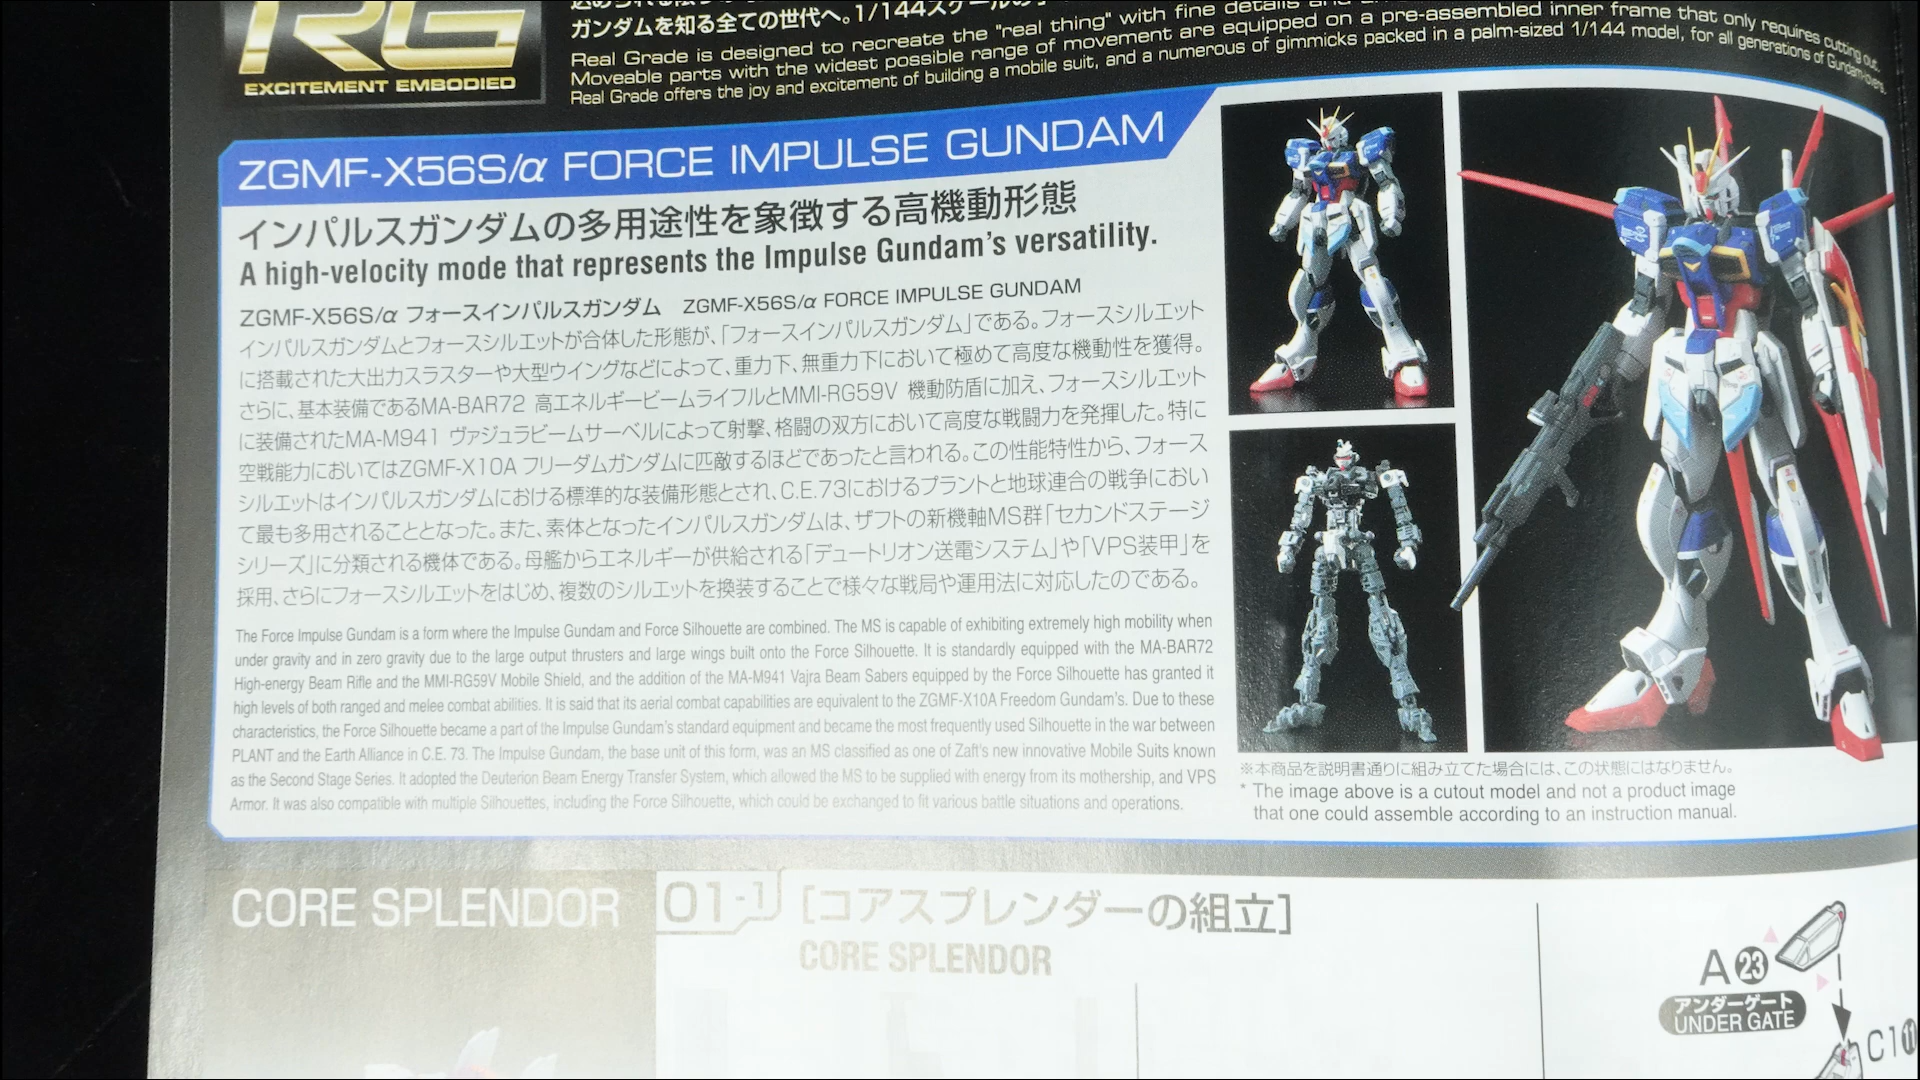 RG
EXCITEMENT EMBODIED
ガンダムを知る全ての世代へ。1/144スケールの
Real Grade is designed to recreate the "real thing" with fine details and
Moveable parts with the widest possible range of movement are equipped on a pre-assembled inner frame that only requires cutting out.
Real Grade offers the joy and excitement of building a mobile suit, and a numerous of gimmicks packed in a palm-sized 1/144 model, for all generations of Gundam-lovers.
ZGMF-X56S/α FORCE IMPULSE GUNDAM
インパルスガンダムの多用途性を象徴する高機動形態
A high-velocity mode that represents the Impulse Gundam's versatility.
ZGMF-X56S/α フォースインパルスガンダム ZGMF-X56S/α FORCE IMPULSE GUNDAM
インパルスガンダムとフォースシルエットが合体した形態が、「フォースインパルスガンダム」である。フォースシルエット
に搭載された大出力スラスターや大型ウイングなどによって、重力下、無重力下において極めて高度な機動性を獲得。
さらに、基本装備であるMA-BAR72 高エネルギービームライフルとMMI-RG59V 機動防盾に加え、フォースシルエット
に装備されたMA-M941 ヴァジュラビームサーベルによって射撃、格闘の双方において高度な戦闘力を発揮した。特に
空戦能力においてはZGMF-X10A フリーダムガンダムに匹敵するほどであったと言われる。この性能特性から、フォース
シルエットはインパルスガンダムにおける標準的な装備形態とされ、C.E.73におけるプラントと地球連合の戦争におい
て最も多用されることとなった。また、素体となったインパルスガンダムは、ザフトの新機軸MS群「セカンドステージ
シリーズ」に分類される機体である。母艦からエネルギーが供給される「デュートリオン送電システム」や「VPS装甲」を
採用、さらにフォースシルエットをはじめ、複数のシルエットを換装することで様々な戦局や運用法に対応したのである。
The Force Impulse Gundam is a form where the Impulse Gundam and Force Silhouette are combined. The MS is capable of exhibiting extremely high mobility when
under gravity and in zero gravity due to the large output thrusters and large wings built onto the Force Silhouette. It is standardly equipped with the MA-BAR72
High-energy Beam Rifle and the MMI-RG59V Mobile Shield, and the addition of the MA-M941 Vajra Beam Sabers equipped by the Force Silhouette has granted it
high levels of both ranged and melee combat abilities. It is said that its aerial combat capabilities are equivalent to the ZGMF-X10A Freedom Gundam's. Due to these
characteristics, the Force Silhouette became a part of the Impulse Gundam's standard equipment and became the most frequently used Silhouette in the war between
PLANT and the Earth Alliance in C.E. 73. The Impulse Gundam, the base unit of this form, was an MS classified as one of Zaft's new innovative Mobile Suits known
as the Second Stage Series. It adopted the Deuterion Beam Energy Transfer System, which allowed the MS to be supplied with energy from its mothership, and VPS
Armor. It was also compatible with multiple Silhouettes, including the Force Silhouette, which could be exchanged to fit various battle situations and operations.
※本商品を説明書通りに組み立てた場合には、この状態にはなりません。
* The image above is a cutout model and not a product image
that one could assemble according to an instruction manual.
CORE SPLENDOR
01-1 [コアスプレンダーの組立]
CORE SPLENDOR
A 23
アンダーゲート
UNDER GATE
C1 11